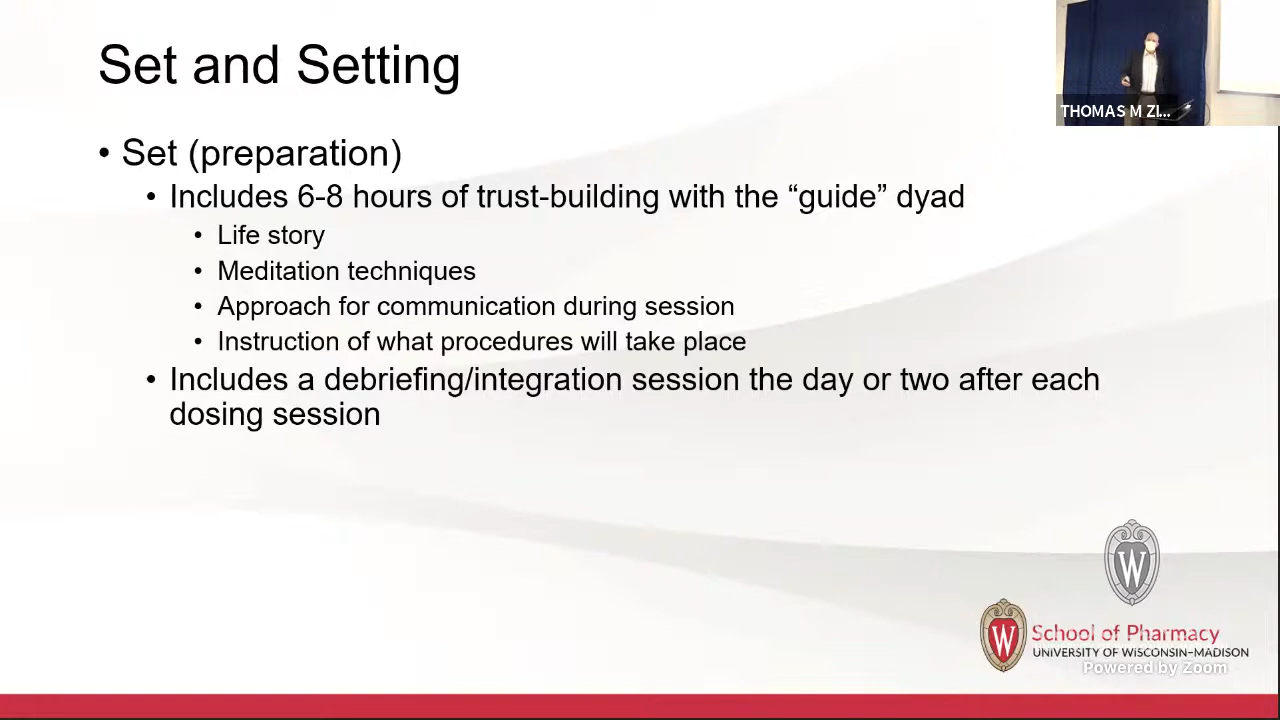 Set and Setting
THOMAS M ZI...
• Set (preparation)
• Includes 6-8 hours of trust-building with the “guide” dyad
• Life story
• Meditation techniques
• Approach for communication during session
• Instruction of what procedures will take place
• Includes a debriefing/integration session the day or two after each
dosing session
W
W
School of Pharmacy
UNIVERSITY OF WISCONSIN–MADISON
Powered by Zoom